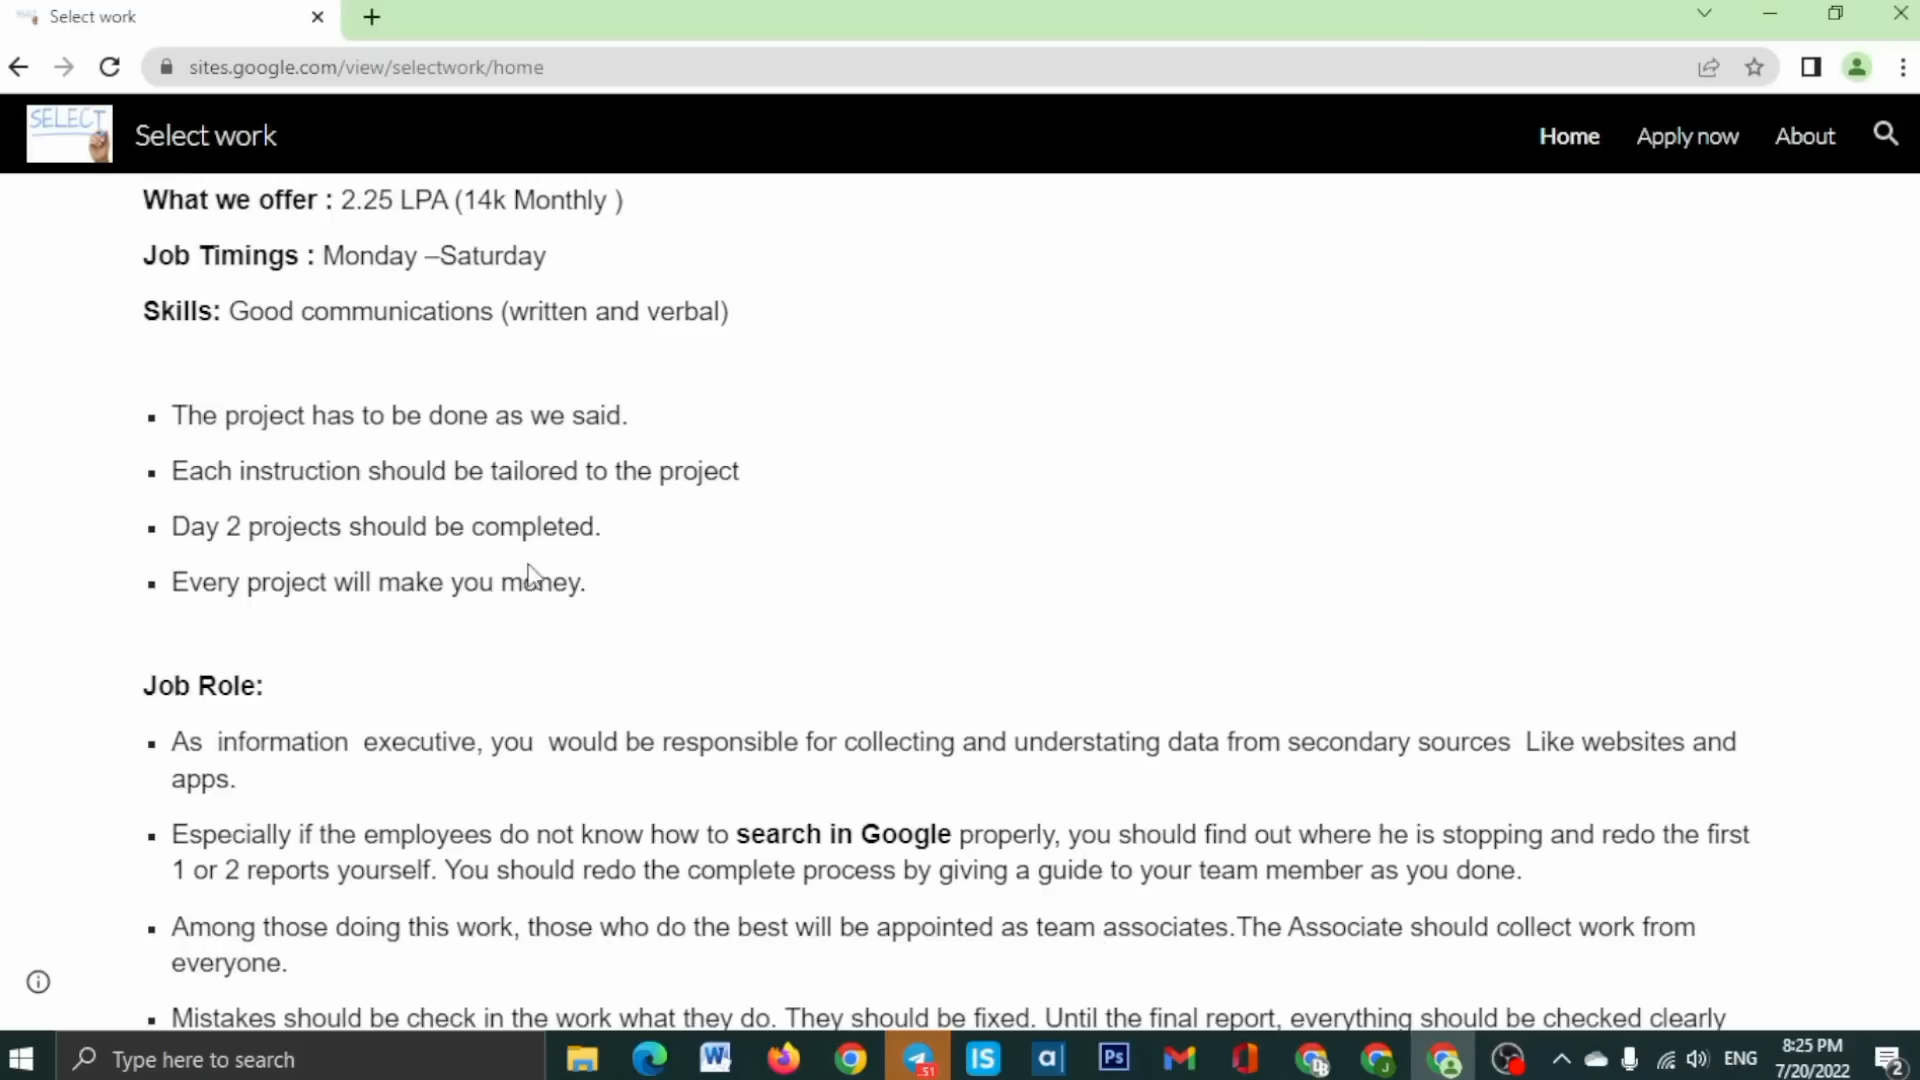 Select work
sites.google.com/view/selectwork/home
SELECT
Select work
Home
Apply now
About
What we offer : 2.25 LPA (14k Monthly )
Job Timings : Monday –Saturday
Skills: Good communications (written and verbal)
▪ The project has to be done as we said.
▪ Each instruction should be tailored to the project
▪ Day 2 projects should be completed.
▪ Every project will make you money.
Job Role:
▪ As information executive, you would be responsible for collecting and understating data from secondary sources Like websites and
apps.
▪ Especially if the employees do not know how to search in Google properly, you should find out where he is stopping and redo the first
1 or 2 reports yourself. You should redo the complete process by giving a guide to your team member as you done.
▪ Among those doing this work, those who do the best will be appointed as team associates.The Associate should collect work from
everyone.
▪ Mistakes should be check in the work what they do. They should be fixed. Until the final report, everything should be checked clearly
Type here to search
W
51
IS
a
Ps
DB
J
ENG
8:25 PM
7/20/2022
2